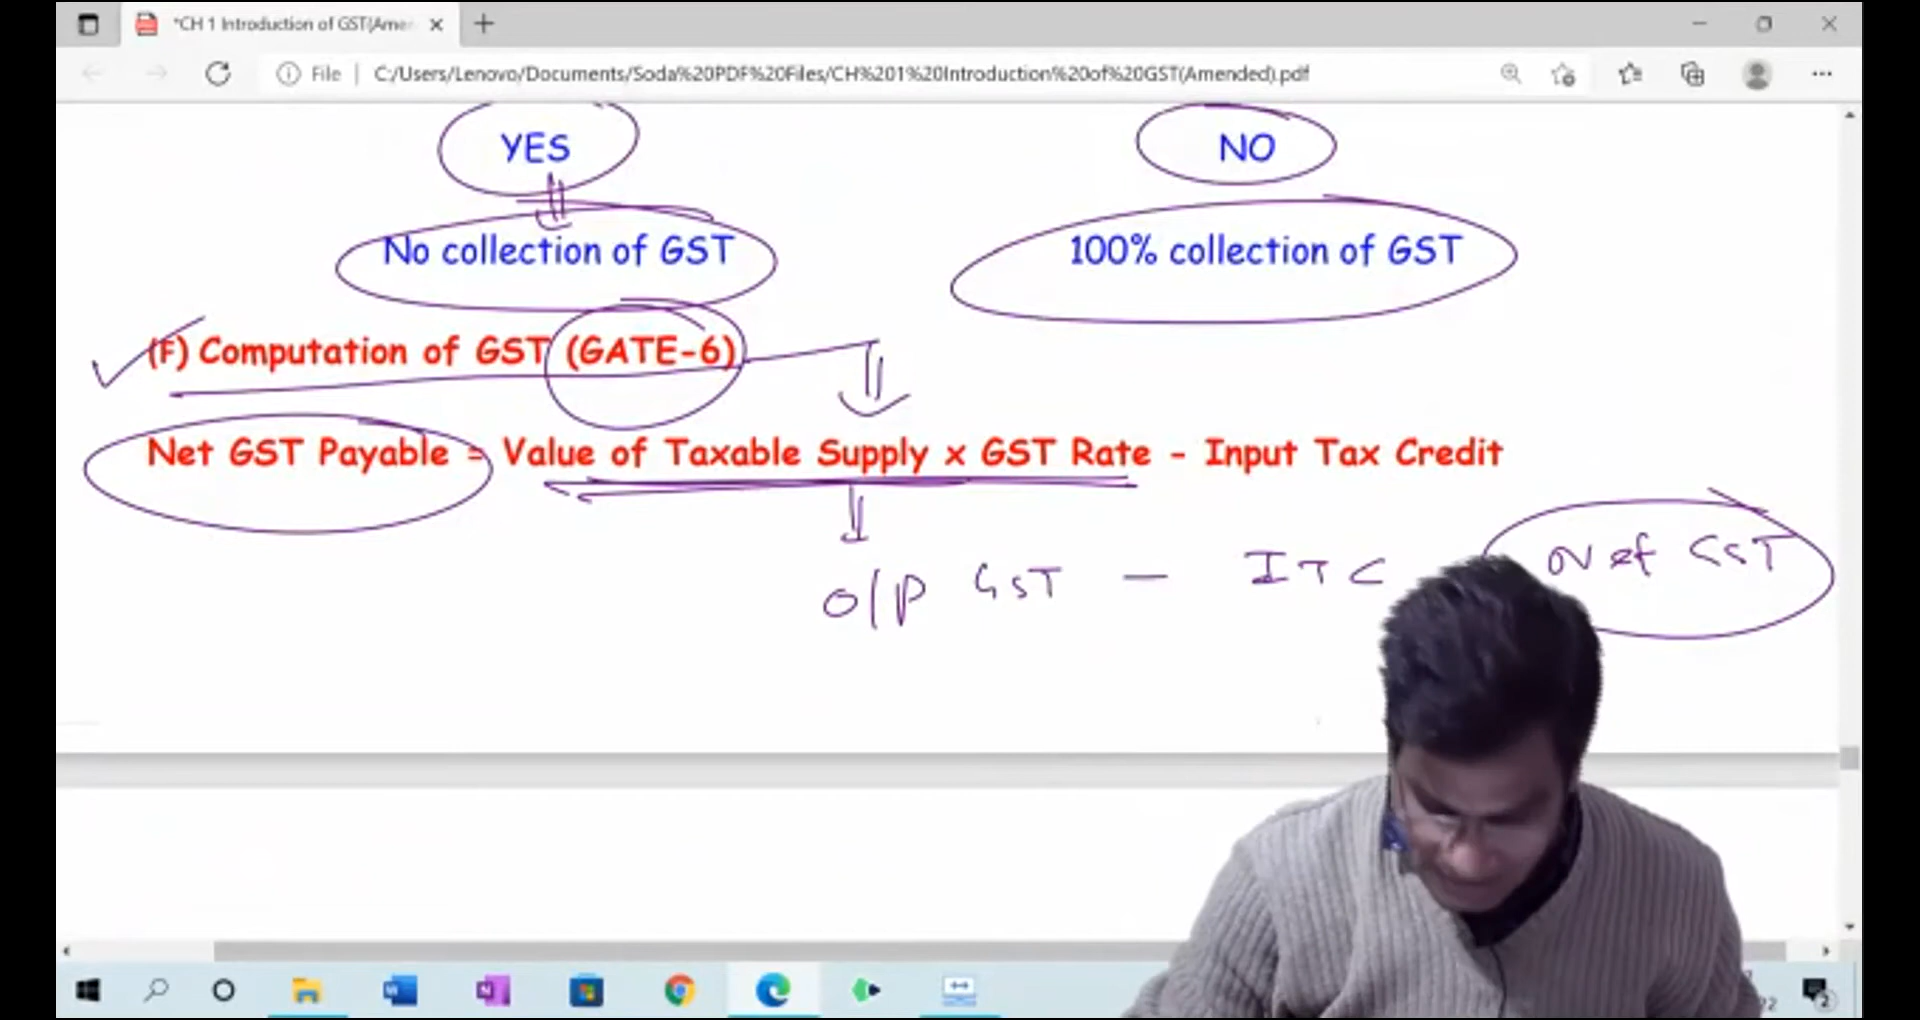 *CH 1 Introduction of GST(Ame
File | C:/Users/Lenovo/Documents/Soda%20PDF%20Files/CH%201%20Introduction%20of%20GST(Amended).pdf
YES NO
No collection of GST 100% collection of GST
(F) Computation of GST (GATE-6)
Net GST Payable = Value of Taxable Supply x GST Rate - Input Tax Credit
O/P GST - ITC GST